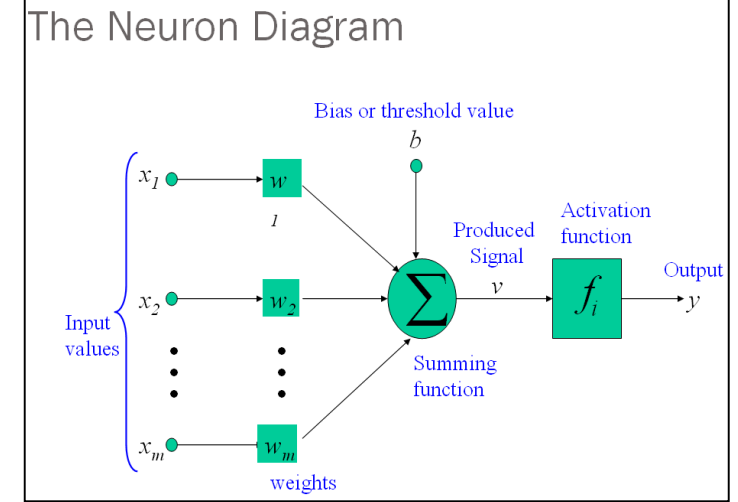 The Neuron Diagram
Bias or threshold value
b
x1
w
1
Produced
Signal
v
Activation
function
Output
x2
w2
Σ
fi
y
Input
values
Summing
function
xm
wm
weights